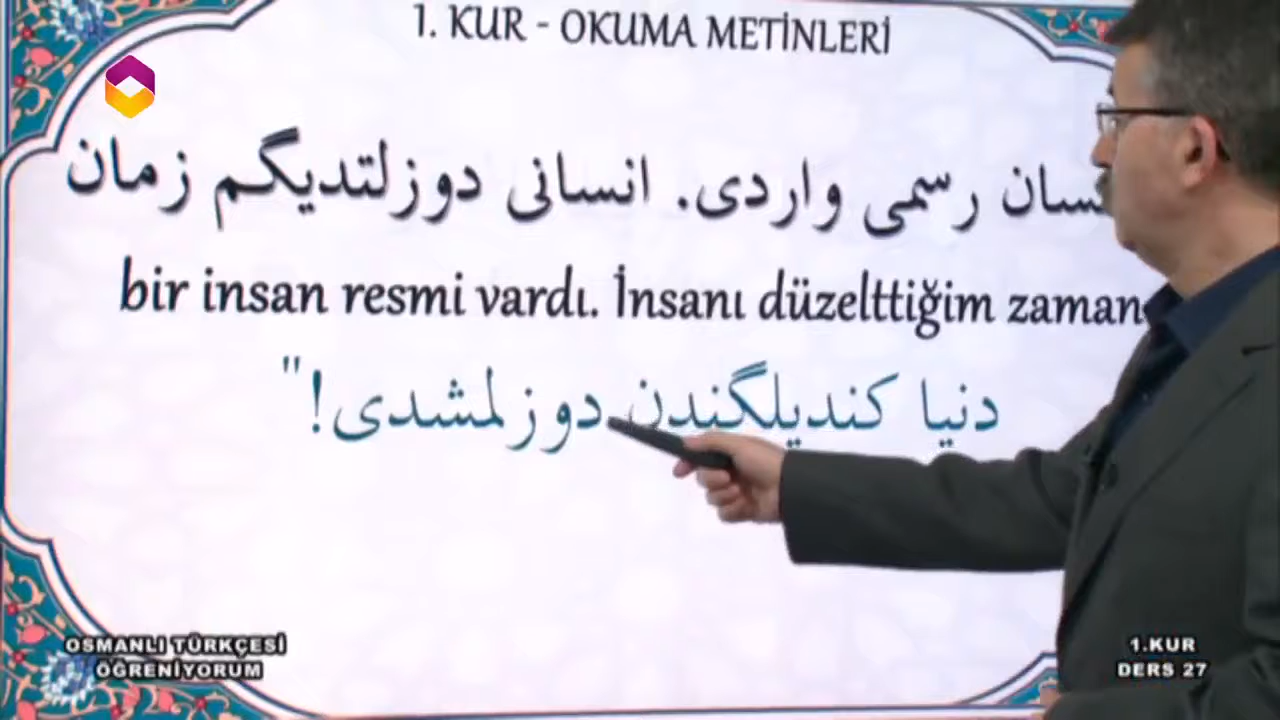 1. KUR - OKUMA METİNLERİ
رسمی واردی. انسانی دوزلتدیگم زمان
bir insan resmi vardı. İnsanı düzelttiğim zaman
دنیا کندیلگندن دوزلمشدی!"
OSMANLI TÜRKÇESİ
ÖĞRENİYORUM
1.KUR
DERS 27